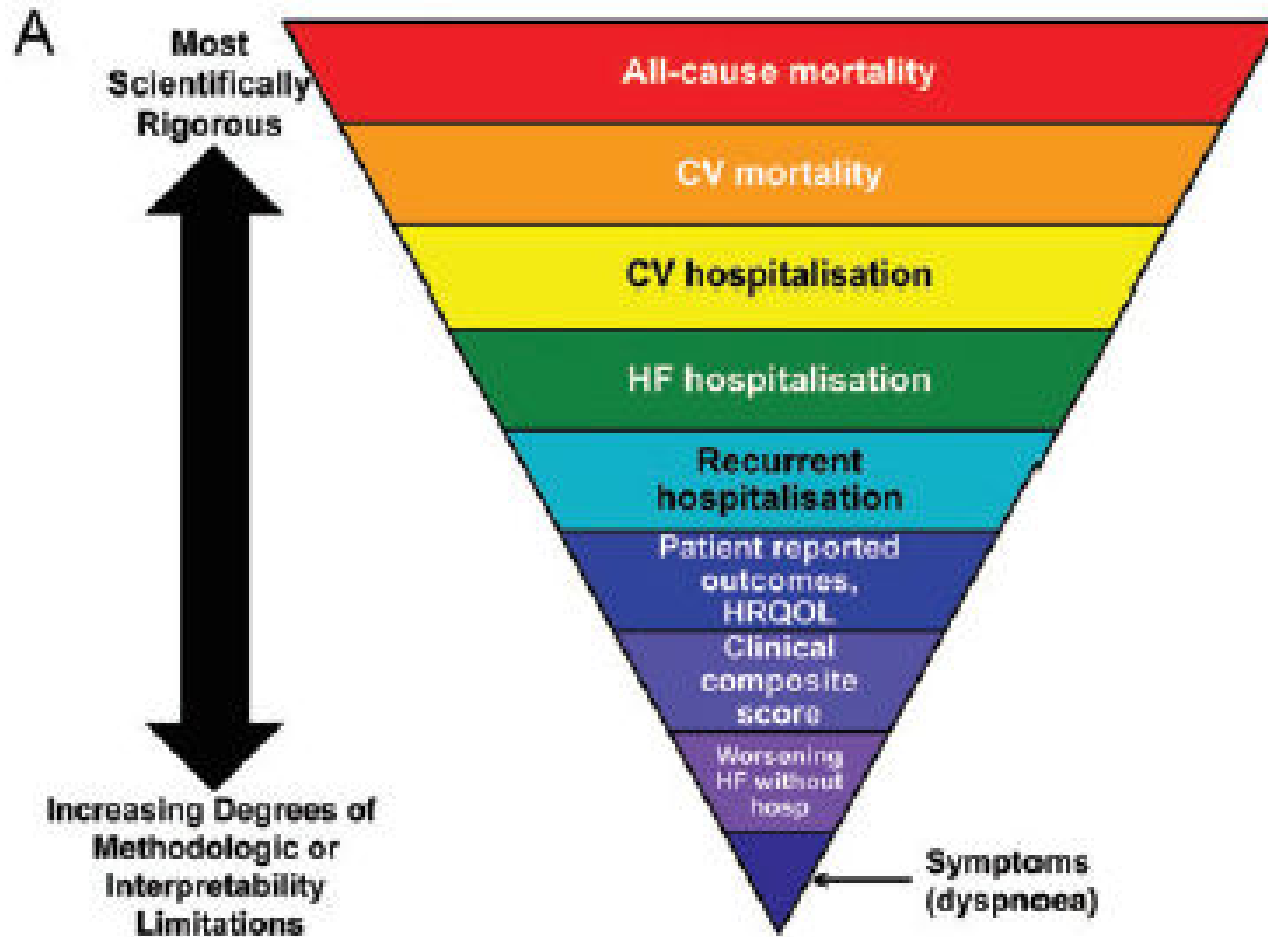 A
Most
Scientifically
Rigorous
All-cause mortality
CV mortality
CV hospitalisation
HF hospitalisation
Recurrent
hospitalisation
Patient reported
outcomes,
HRQOL
Clinical
composite
score
Worsening
HF without
hosp
Increasing Degrees of
Methodologic or
Interpretability
Limitations
Symptoms
(dyspnoea)